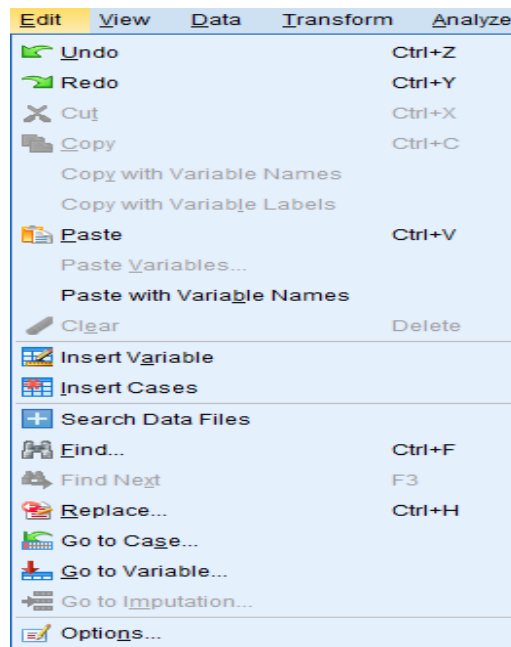 Edit View Data Transform Analyze
Undo Ctrl+Z
Redo Ctrl+Y
Cut Ctrl+X
Copy Ctrl+C
Copy with Variable Names
Copy with Variable Labels
Paste Ctrl+V
Paste Variables...
Paste with Variable Names
Clear Delete
Insert Variable
Insert Cases
Search Data Files
Find... Ctrl+F
Find Next F3
Replace... Ctrl+H
Go to Case...
Go to Variable...
Go to Imputation...
Options...